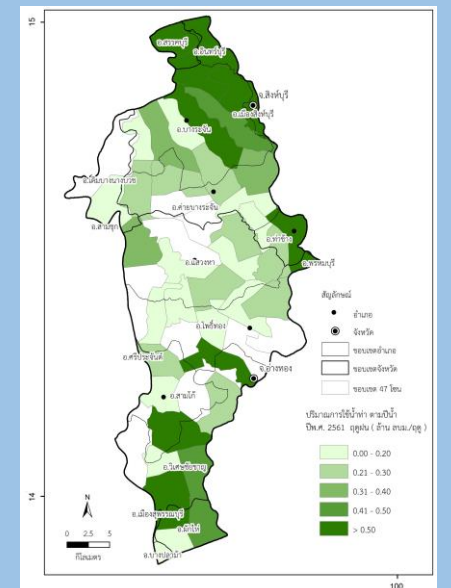 15
อ.สรรคบุรี
อ.อินทร์บุรี
จ.สิงห์บุรี
อ.เมืองสิงห์บุรี
อ.บางระจัน
อ.เดิมบางนางบวช
อ.ค่ายบางระจัน
อ.สามชุก
อ.ท่าช้าง
อ.พรหมบุรี
อ.แสวงหา
สัญลักษณ์
อำเภอ
จังหวัด
ขอบเขตอำเภอ
ขอบเขตจังหวัด
ขอบเขต 47 โซน
อ.โพธิ์ทอง
อ.ศรีประจันต์
จ.อ่างทอง
อ.สามโก้
ปริมาณการใช้น้ำท่า ตามปีน้ำ
ปีพ.ศ. 2561 ฤดูฝน ( ล้าน ลบม./ฤดู )
0.00 - 0.20
0.21 - 0.30
0.31 - 0.40
0.41 - 0.50
> 0.50
อ.วิเศษชัยชาญ
14
N
อ.เมืองสุพรรณบุรี
อ.ผักไห่
0 2.5 5
กิโลเมตร
อ.บางปลาม้า
100